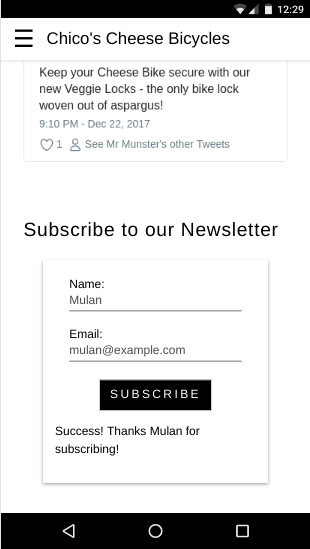 12:29
Chico's Cheese Bicycles
Keep your Cheese Bike secure with our
new Veggie Locks - the only bike lock
woven out of aspargus!
9:10 PM - Dec 22, 2017
1 See Mr Munster's other Tweets
Subscribe to our Newsletter
Name:
Mulan
Email:
mulan@example.com
SUBSCRIBE
Success! Thanks Mulan for
subscribing!